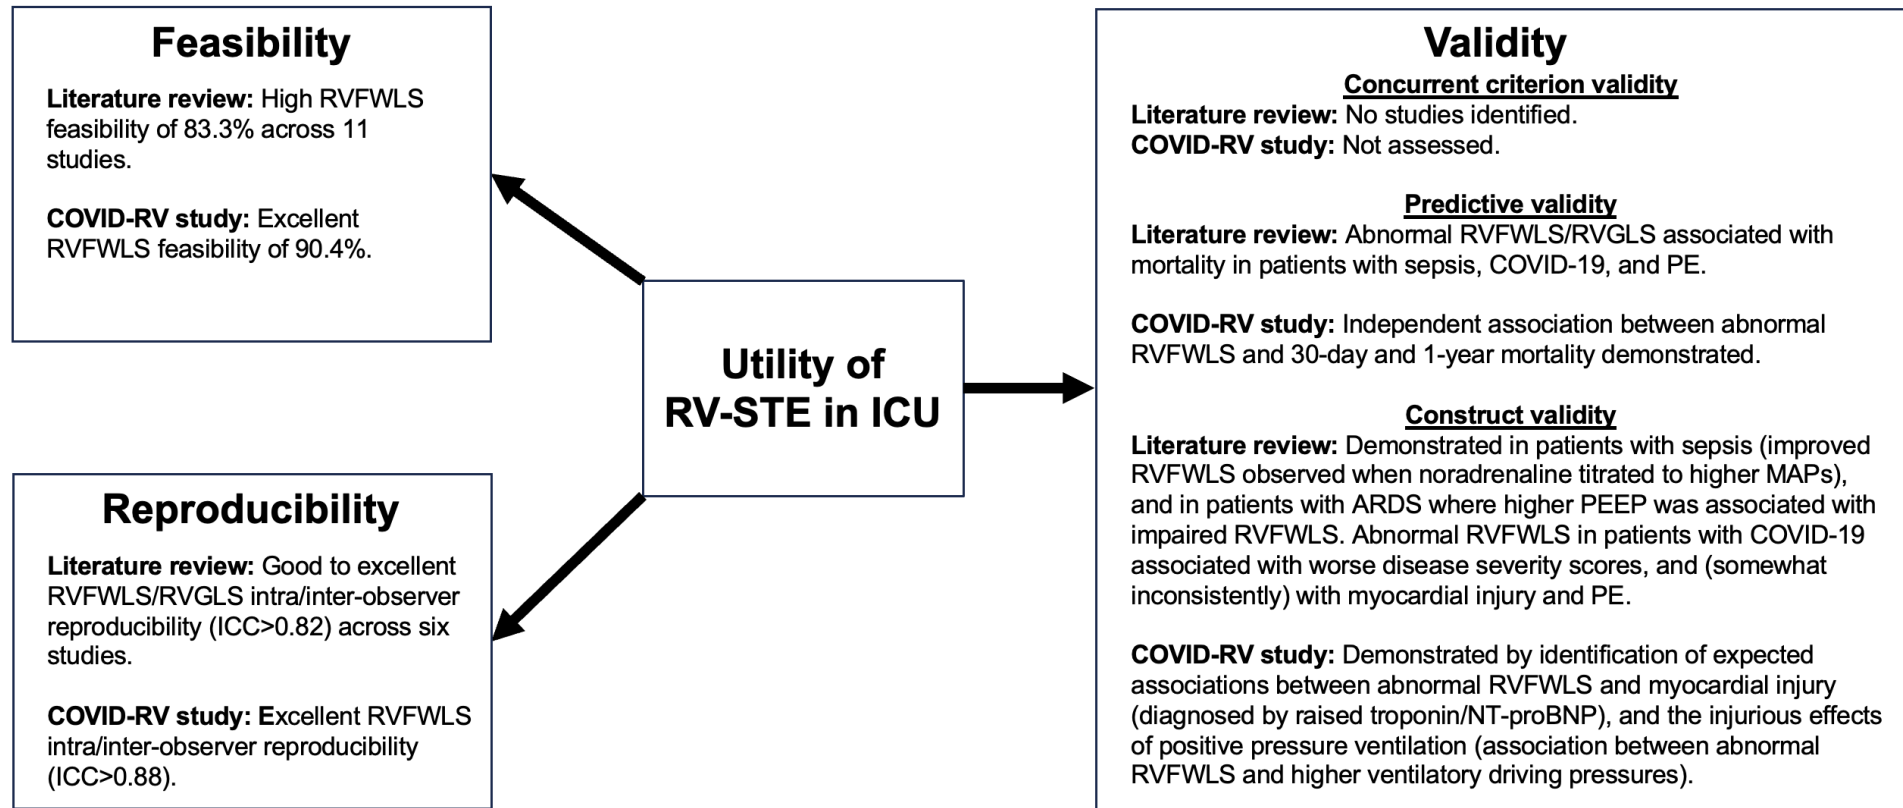 Feasibility
Literature review: High RVFWLS
feasibility of 83.3% across 11
studies.
COVID-RV study: Excellent
RVFWLS feasibility of 90.4%.
Reproducibility
Literature review: Good to excellent
RVFWLS/RVGLS intra/inter-observer
reproducibility (ICC>0.82) across six
studies.
COVID-RV study: Excellent RVFWLS
intra/inter-observer reproducibility
(ICC>0.88).
Utility of
RV-STE in ICU
Validity
Concurrent criterion validity
Literature review: No studies identified.
COVID-RV study: Not assessed.
Predictive validity
Literature review: Abnormal RVFWLS/RVGLS associated with
mortality in patients with sepsis, COVID-19, and PE.
COVID-RV study: Independent association between abnormal
RVFWLS and 30-day and 1-year mortality demonstrated.
Construct validity
Literature review: Demonstrated in patients with sepsis (improved
RVFWLS observed when noradrenaline titrated to higher MAPs),
and in patients with ARDS where higher PEEP was associated with
impaired RVFWLS. Abnormal RVFWLS in patients with COVID-19
associated with worse disease severity scores, and (somewhat
inconsistently) with myocardial injury and PE.
COVID-RV study: Demonstrated by identification of expected
associations between abnormal RVFWLS and myocardial injury
(diagnosed by raised troponin/NT-proBNP), and the injurious effects
of positive pressure ventilation (association between abnormal
RVFWLS and higher ventilatory driving pressures).